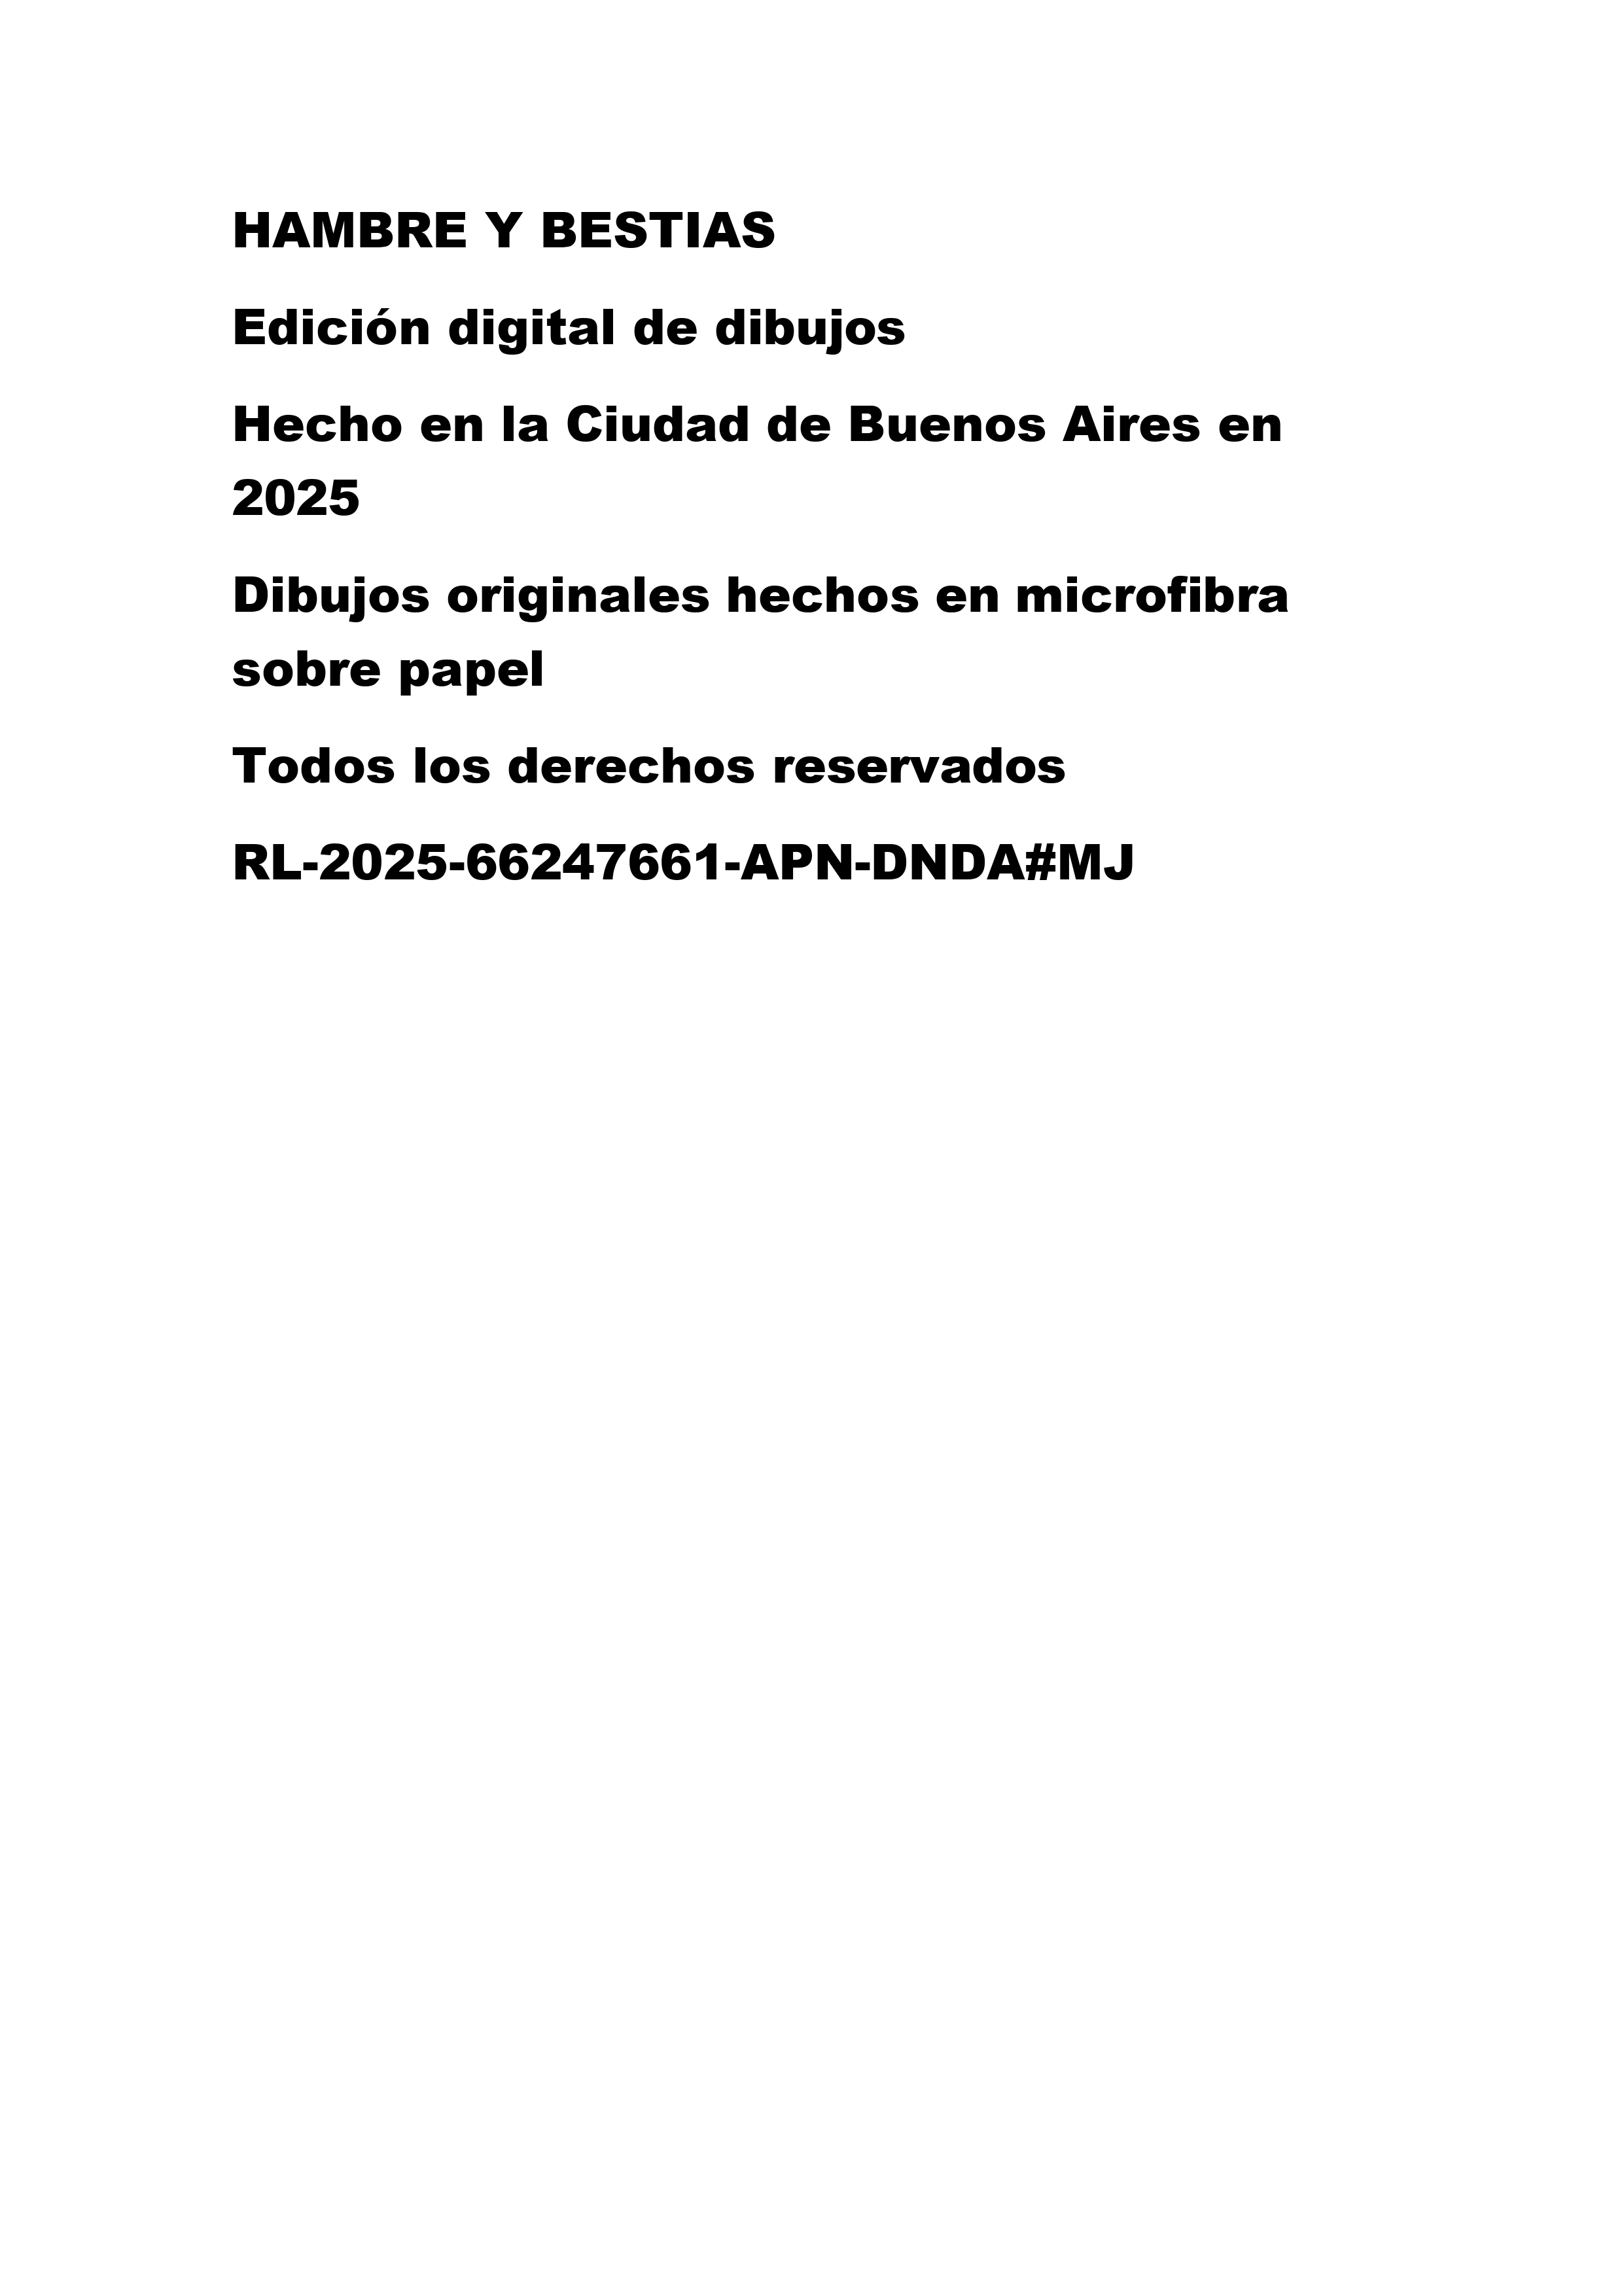 HAMBRE Y BESTIAS
Edición digital de dibujos
Hecho en la Ciudad de Buenos Aires en
2025
Dibujos originales hechos en microfibra
sobre papel
Todos los derechos reservados
RL-2025-66247661-APN-DNDA#MJ